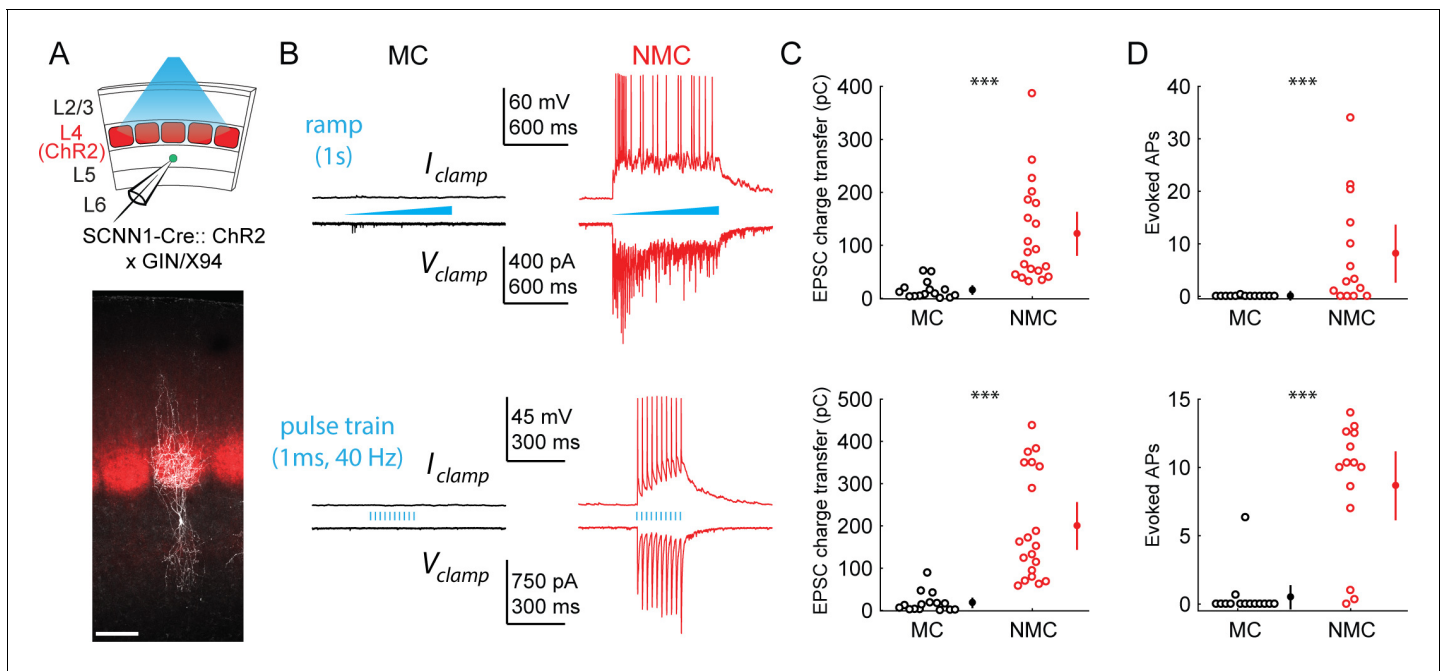 A
L2/3
L4
(ChR2)
L5
L6
SCNN1-Cre:: ChR2
x GIN/X94
B
MC
NMC
ramp
(1s)
60 mV
600 ms
I clamp
V clamp
400 pA
600 ms
pulse train
(1ms, 40 Hz)
45 mV
300 ms
I clamp
V clamp
750 pA
300 ms
C
***
EPSC charge transfer (pC)
400
300
200
100
0
MC
NMC
***
EPSC charge transfer (pC)
500
400
300
200
100
0
MC
NMC
D
***
Evoked APs
40
30
20
10
0
MC
NMC
***
Evoked APs
15
10
5
0
MC
NMC